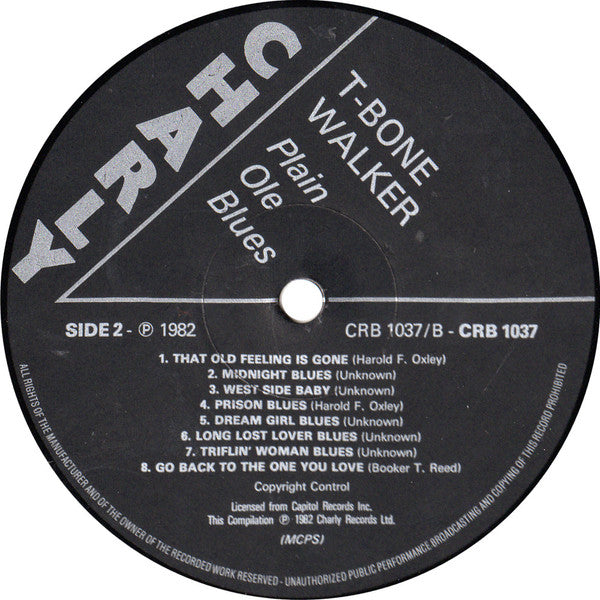 CHARLY
T-BONE
WALKER
Plain
Ole
Blues
SIDE 2 - ℗ 1982
CRB 1037/B - CRB 1037
1. THAT OLD FEELING IS GONE (Harold F. Oxley)
2. MIDNIGHT BLUES (Unknown)
3. WEST SIDE BABY (Unknown)
4. PRISON BLUES (Harold F. Oxley)
5. DREAM GIRL BLUES (Unknown)
6. LONG LOST LOVER BLUES (Unknown)
7. TRIFLIN' WOMAN BLUES (Unknown)
8. GO BACK TO THE ONE YOU LOVE (Booker T. Reed)
Copyright Control
Licensed from Capitol Records Inc.
This Compilation ℗ 1982 Charly Records Ltd.
(MCPS)
ALL RIGHTS OF THE MANUFACTURER AND OF THE OWNER OF THE RECORDED WORK RESERVED - UNAUTHORIZED PUBLIC PERFORMANCE BROADCASTING AND COPYING OF THIS RECORD PROHIBITED